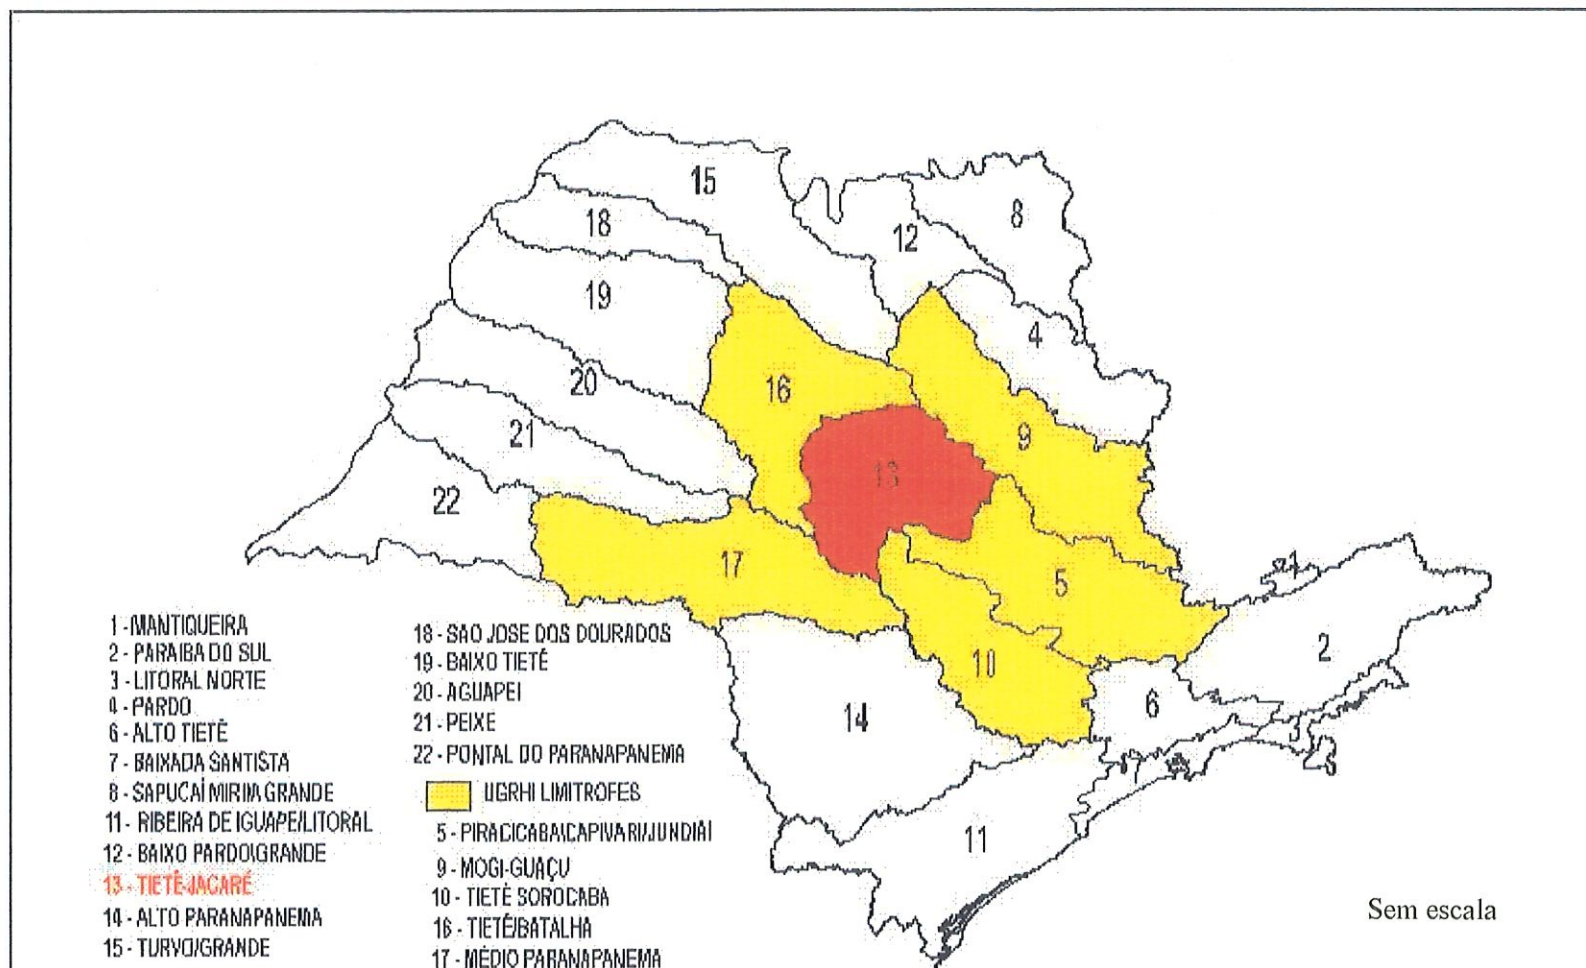 15
18
8
12
19
4
16
20
9
21
13
22
17
5
1
2
10
6
14
3
7
11
1 - MANTIQUEIRA
2 - PARAIBA DO SUL
3 - LITORAL NORTE
4 - PARDO
6 - ALTO TIETÊ
7 - BAIXADA SANTISTA
8 - SAPUCAÍ MIRIM/GRANDE
11 - RIBEIRA DE IGUAPE/LITORAL
12 - BAIXO PARDO/GRANDE
13 - TIETÊ-JACARÉ
14 - ALTO PARANAPANEMA
15 - TURVO/GRANDE
18 - SAO JOSE DOS DOURADOS
19 - BAIXO TIETÊ
20 - AGUAPEI
21 - PEIXE
22 - PONTAL DO PARANAPANEMA
UGRHI LIMITROFES
5 - PIRACICABA/CAPIVARI/JUNDIAI
9 - MOGI-GUAÇU
10 - TIETÊ SOROCABA
16 - TIETÊ/BATALHA
17 - MÉDIO PARANAPANEMA
Sem escala